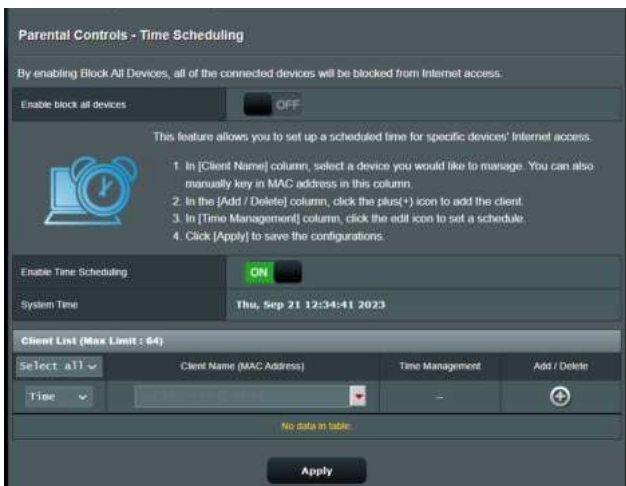 Parental Controls - Time Scheduling
By enabling Block All Devices, all of the connected devices will be blocked from Internet access.
Enable block all devices
OFF
This feature allows you to set up a scheduled time for specific devices' Internet access.
1. In [Client Name] column, select a device you would like to manage. You can also
manually key in MAC address in this
column.
2. In the [Add / Delete] column, click the plus(+) icon to add the client.
3. In [Time Management] column, click the edit icon to set a schedule.
4. Click [Apply] to save the configurations.
Enable Time Scheduling
ON
System Time
Thu, Sep 21 12:34:41 2023
Client List (Max Limit : 64)
Select all
Client Name (MAC Address)
Time Management
Add / Delete
Time
–
No data in table.
Apply